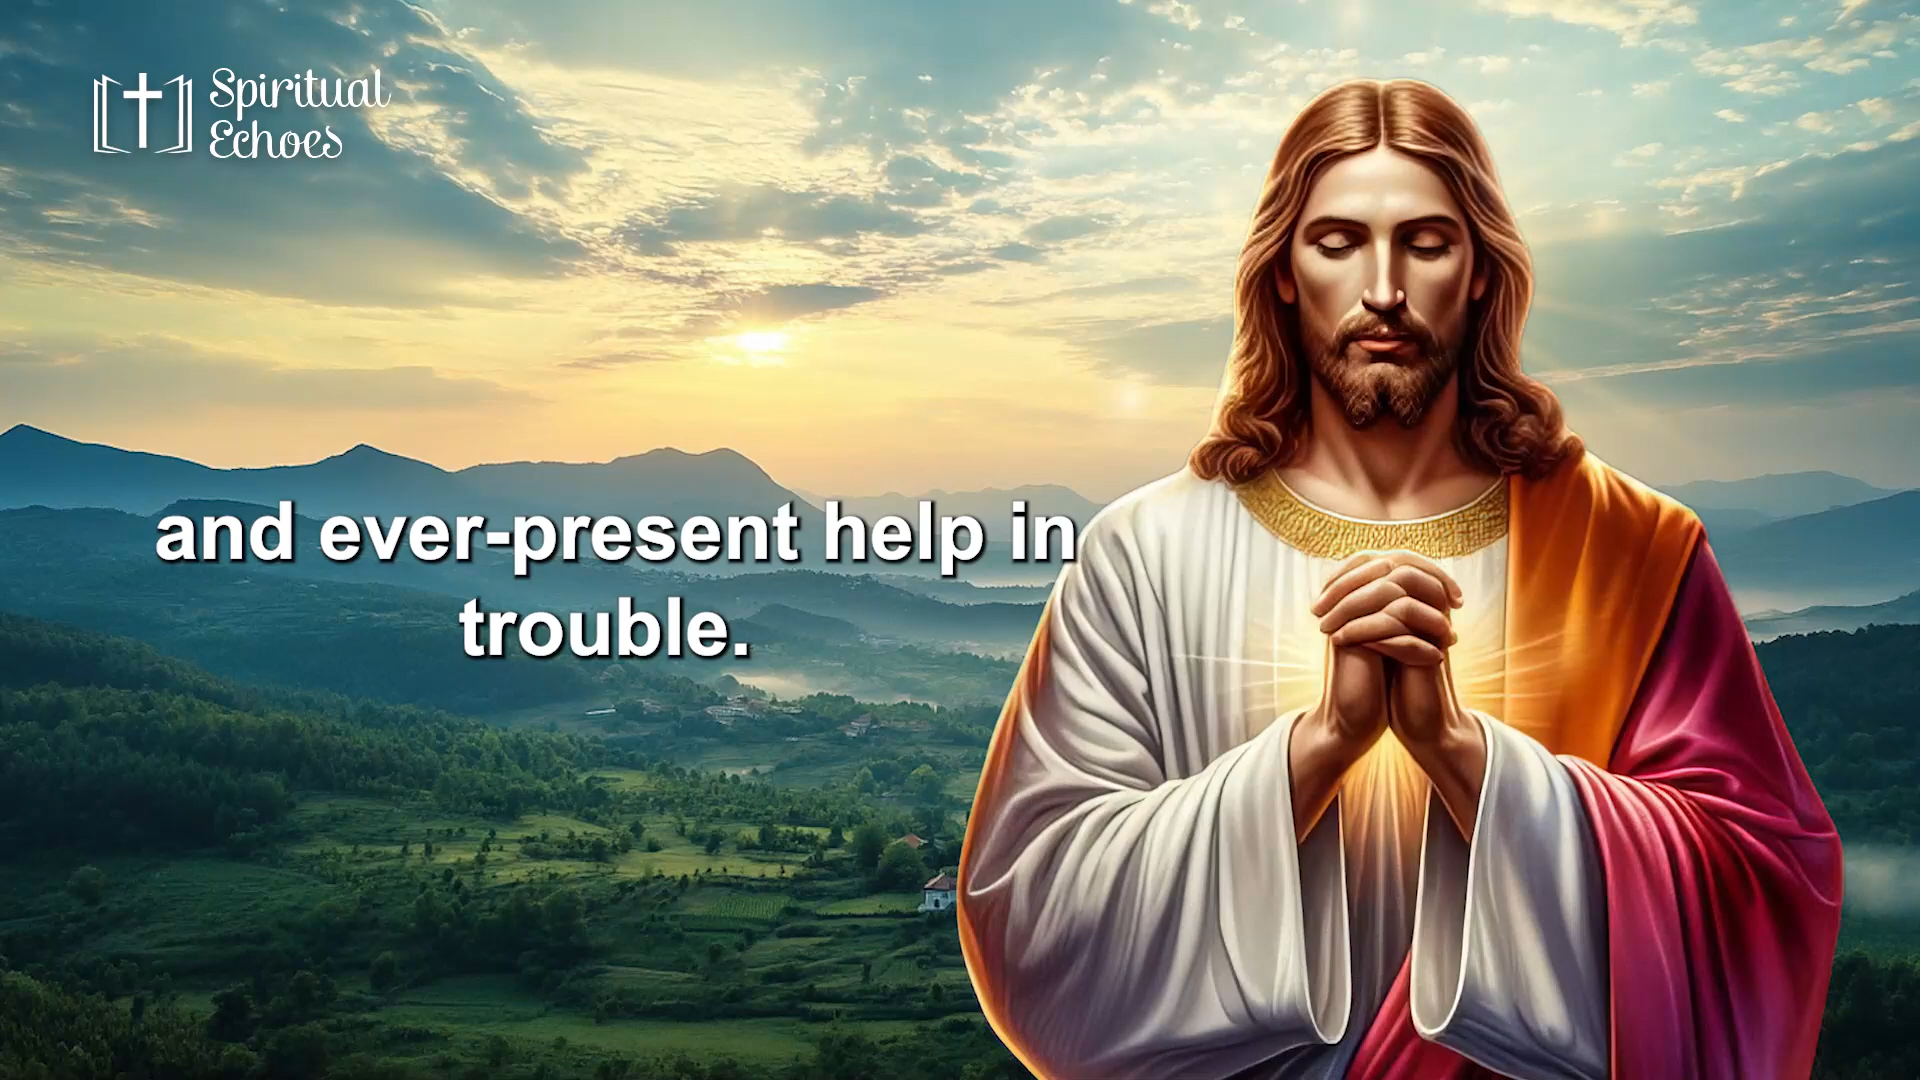 Spiritual
Echoes
and ever-present help in
trouble.